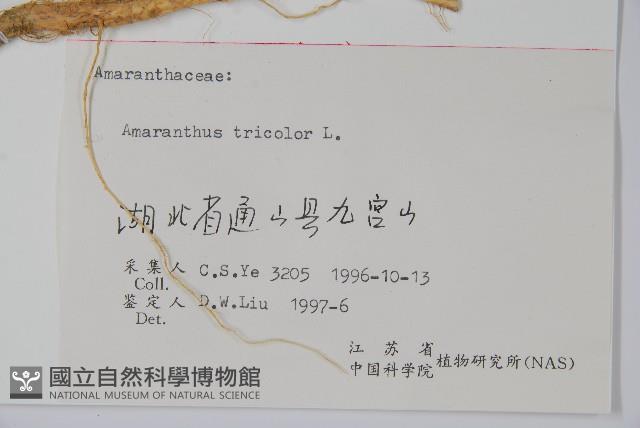 Amaranthaceae:
Amaranthus tricolor L.
湖北省通山县九宫山
采集人 C.S.Ye 3205 1996-10-13
Coll.
鉴定人 D.W.Liu 1997-6
Det.
江苏省
中国科学院 植物研究所(NAS)
國立自然科學博物館
NATIONAL MUSEUM OF NATURAL SCIENCE